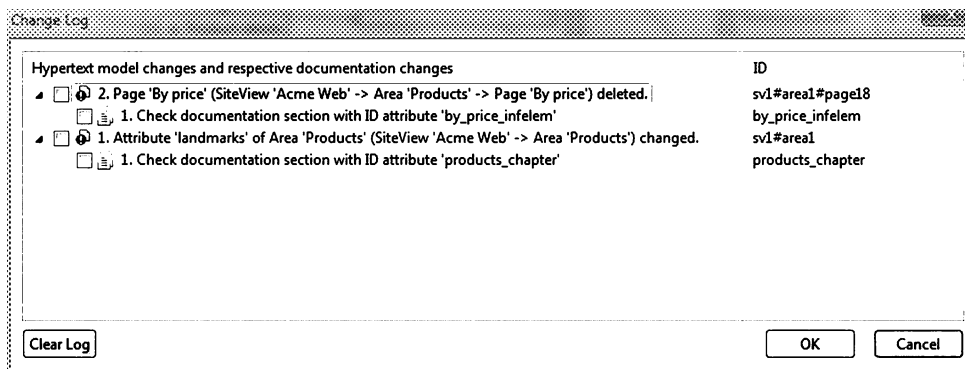 Change Log
Hypertext model changes and respective documentation changes ID
2. Page 'By price' (SiteView 'Acme Web' -> Area 'Products' -> Page 'By price') deleted. sv1#area1#page18
1. Check documentation section with ID attribute 'by_price_infelem' by_price_infelem
1. Attribute 'landmarks' of Area 'Products' (SiteView 'Acme Web' -> Area 'Products') changed. sv1#area1
1. Check documentation section with ID attribute 'products_chapter' products_chapter
Clear Log OK Cancel